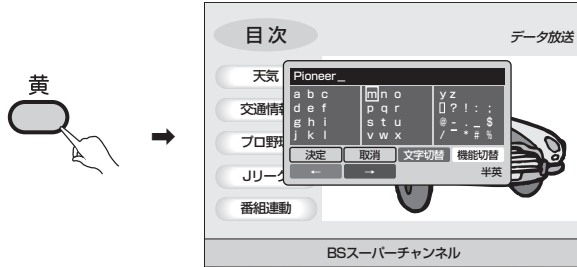 黄
目次
データ放送
天気
Pioneer_
a b c
d e f
g h i
j k l
m n o
p q r
s t u
v w x
y z
? ! : ;
@ - . _ $
/ ~ * # %
交通情報
プロ野
Jリー
番組連動
決定 取消 文字切替 機能切替
← →
半英
BSスーパーチャンネル